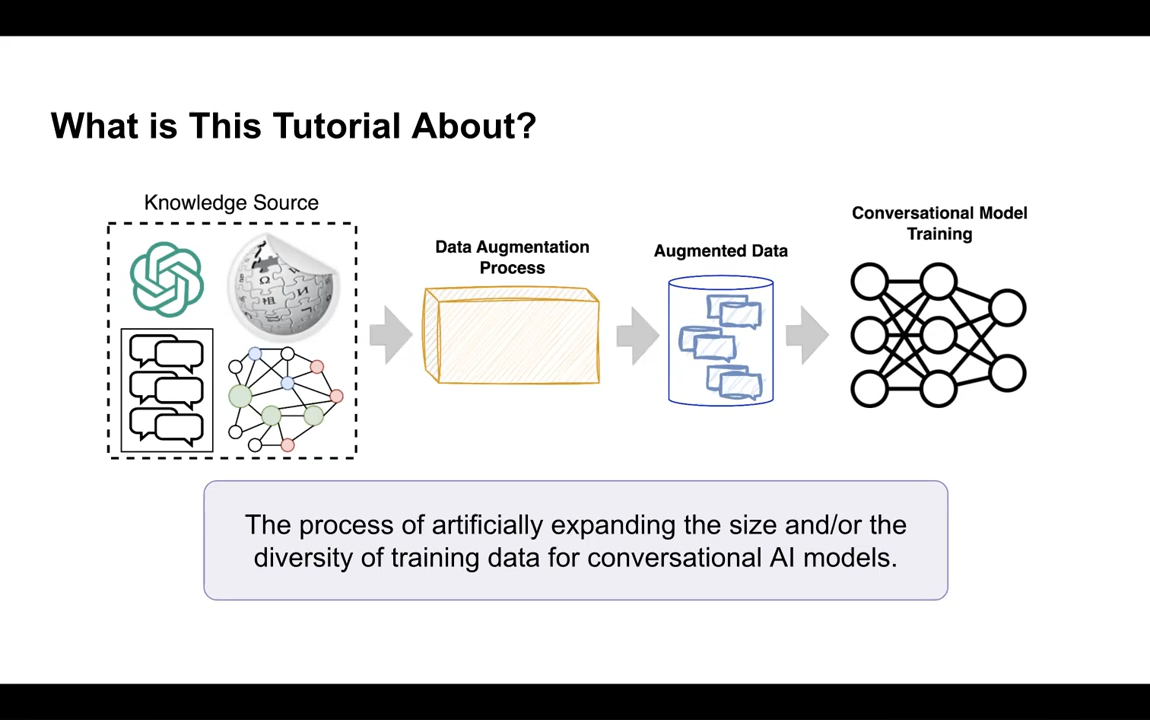 What is This Tutorial About?
Knowledge Source
Data Augmentation
Process
Augmented Data
Conversational Model
Training
The process of artificially expanding the size and/or the
diversity of training data for conversational AI models.